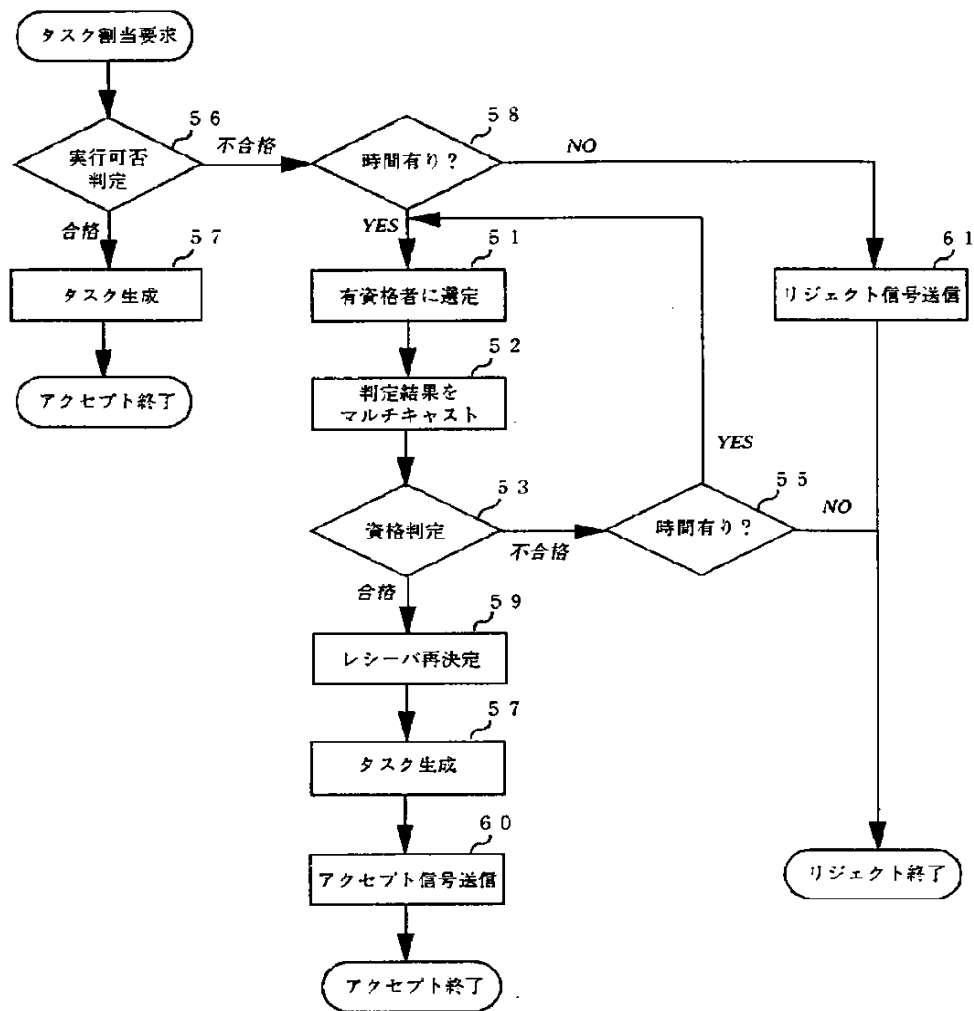 タスク割当要求
56
実行可否
判定
不合格
58
時間有り?
NO
合格
57
タスク生成
アクセプト終了
YES
51
有資格者に選定
61
リジェクト信号送信
52
判定結果を
マルチキャスト
YES
53
資格判定
不合格
55
時間有り?
NO
合格
59
レシーバ再決定
57
タスク生成
60
アクセプト信号送信
リジェクト終了
アクセプト終了